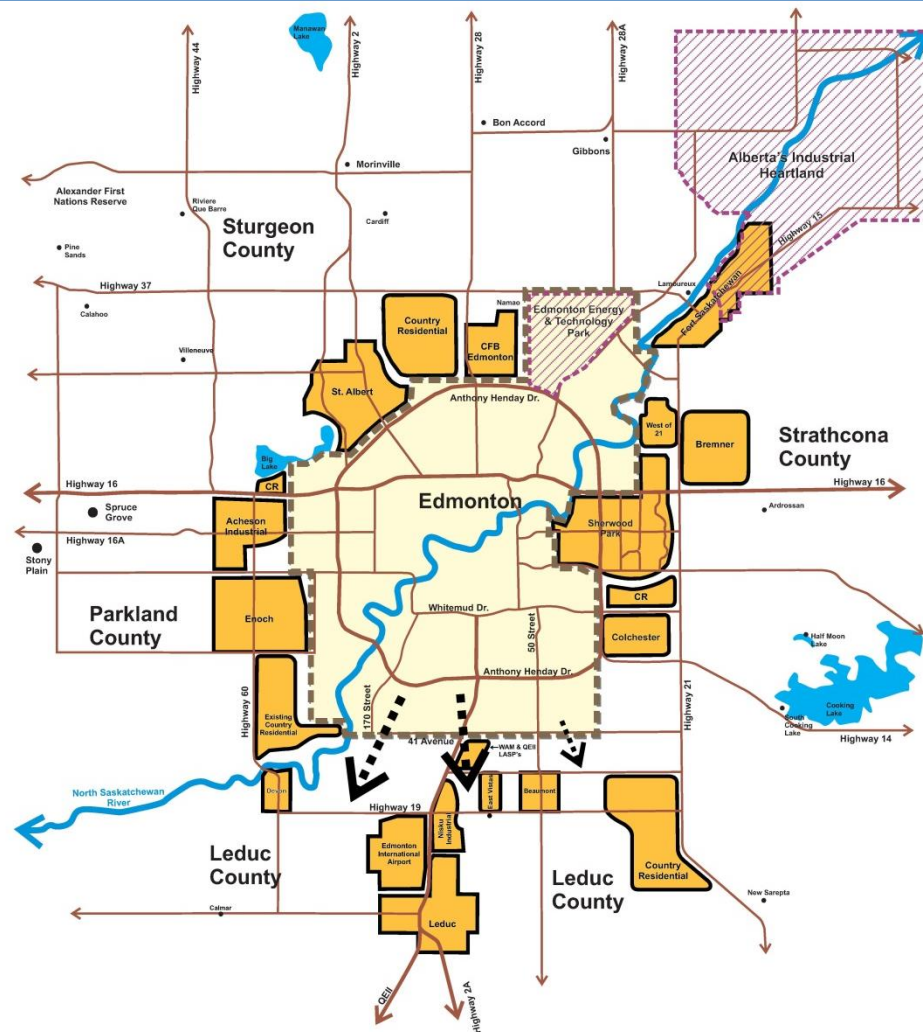 Manawan
Lake
Highway 44
Highway 2
Highway 28
Highway 28A
Bon Accord
Gibbons
Morinville
Alberta's Industrial
Heartland
Alexander First
Nations Reserve
Riviere
Que Barre
Cardiff
Sturgeon
County
Highway 15
Pine
Sands
Highway 37
Lamoureux
Fort Saskatchewan
Calahoo
Country
Residential
Namao
CFB
Edmonton
Edmonton Energy
& Technology
Park
Villeneuve
St. Albert
Anthony Henday Dr.
West of
21
Bremner
Strathcona
County
Big
Lake
Highway 16
CR
Edmonton
Highway 16
Spruce
Grove
Acheson
Industrial
Sherwood
Park
Ardrossan
Highway 16A
Stony
Plain
Parkland
County
Enoch
Whitemud Dr.
50 Street
CR
Colchester
Half Moon
Lake
Anthony Henday Dr.
Highway 60
Existing
Country
Residential
170 Street
Highway 21
South
Cooking
Lake
Cooking
Lake
41 Avenue
WAM & QEII
LASP's
Highway 14
North Saskatchewan
River
Devon
Highway 19
East Vistas
Beaumont
Nisku
Industrial
Edmonton
International
Airport
Leduc
County
Leduc
County
Country
Residential
New Sarepta
Calmar
Leduc
QEII
Highway 2A